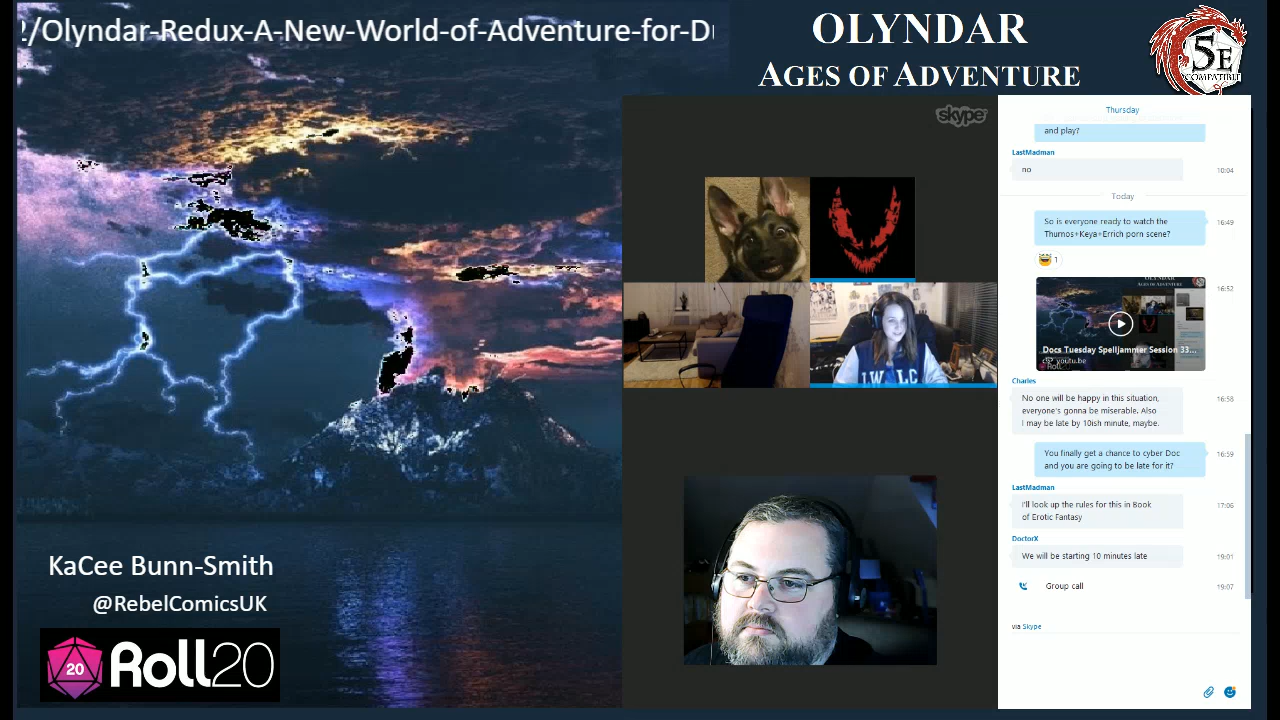 2/Olyndar-Redux-A-New-World-of-Adventure-for-D
OLYNDAR
AGES OF ADVENTURE
5E
COMPATIBLE
skype
Thursday
and play?
LastMadman
no
10:04
Today
So is everyone ready to watch the
Thurnos+Keya+Errich porn scene?
16:49
1
16:52
Docs Tuesday Spelljammer Session 33...
youtu.be
Charles
No one will be happy in this situation,
everyone's gonna be miserable. Also
I may be late by 10ish minute, maybe.
16:58
You finally get a chance to cyber Doc
and you are going to be late for it?
16:59
LastMadman
I'll look up the rules for this in Book
of Erotic Fantasy
17:06
DoctorX
We will be starting 10 minutes late
19:01
Group call
19:07
via Skype
KaCee Bunn-Smith
@RebelComicsUK
20
Roll20